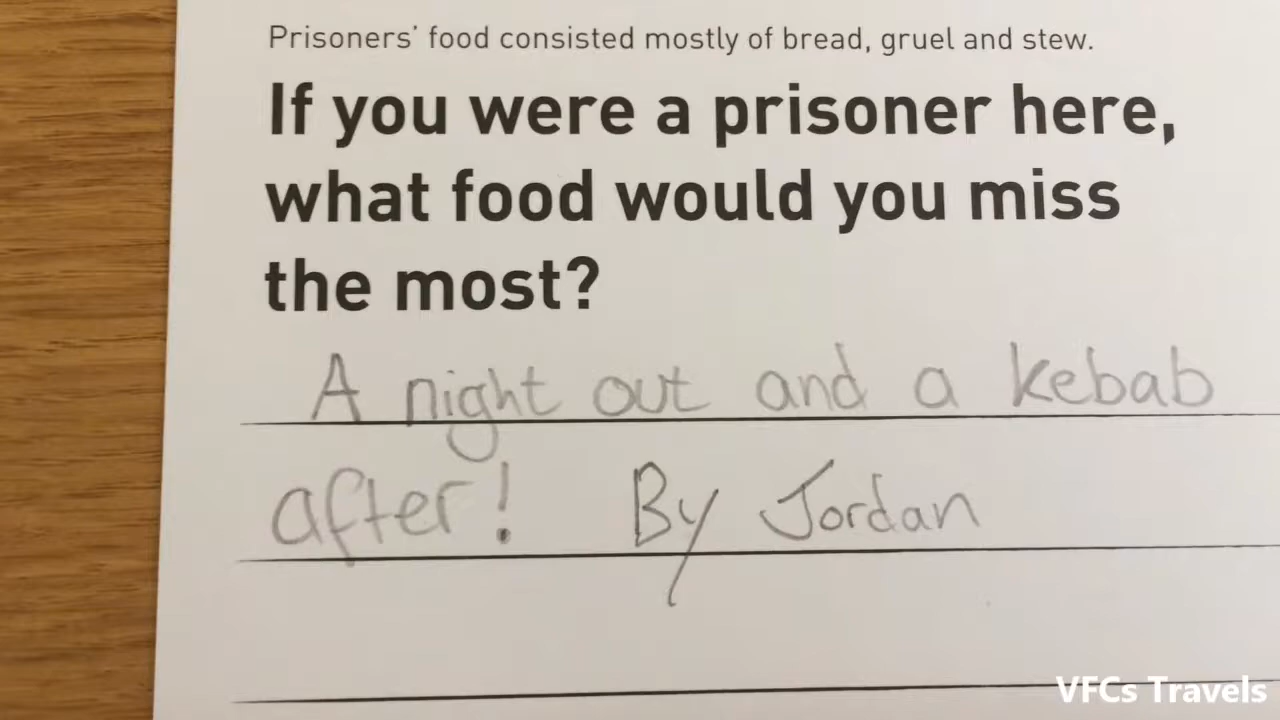 Prisoners' food consisted mostly of bread, gruel and stew.
If you were a prisoner here,
what food would you miss
the most?
A night out and a kebab
after! By Jordan
VFCs Travels